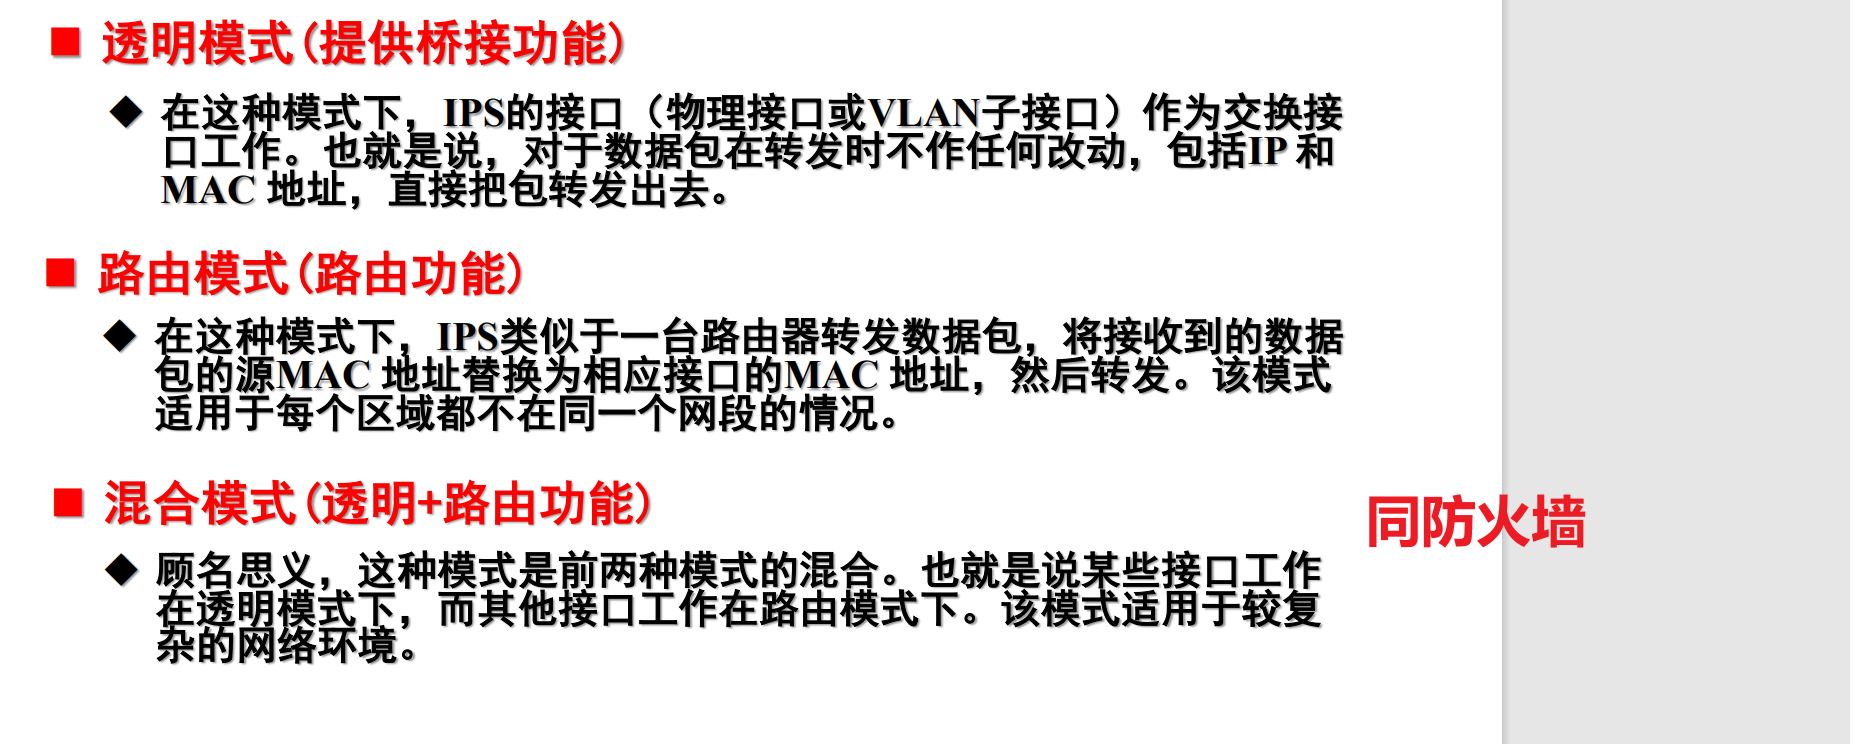 ■ 透明模式(提供桥接功能)
◆ 在这种模式下，IPS的接口（物理接口或VLAN子接口）作为交换接
口工作。也就是说，对于数据包在转发时不作任何改动，包括IP 和
MAC 地址，直接把包转发出去。
■ 路由模式(路由功能)
◆ 在这种模式下，IPS类似于一台路由器转发数据包，将接收到的数据
包的源MAC 地址替换为相应接口的MAC 地址，然后转发。该模式
适用于每个区域都不在同一个网段的情况。
■ 混合模式(透明+路由功能)
同防火墙
◆ 顾名思义，这种模式是前两种模式的混合。也就是说某些接口工作
在透明模式下，而其他接口工作在路由模式下。该模式适用于较复
杂的网络环境。